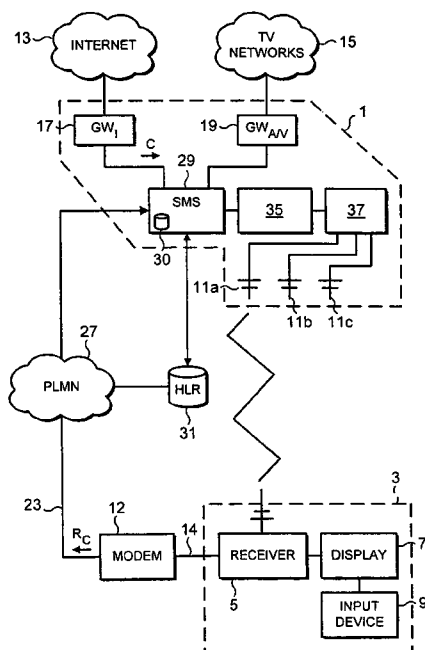 13
INTERNET
TV
NETWORKS
15
17
GW I
19
GW A/V
1
C
29
SMS
30
35
37
11a
11b
11c
27
PLMN
HLR
31
23
12
R C
MODEM
14
3
RECEIVER
5
DISPLAY
7
INPUT
DEVICE
9